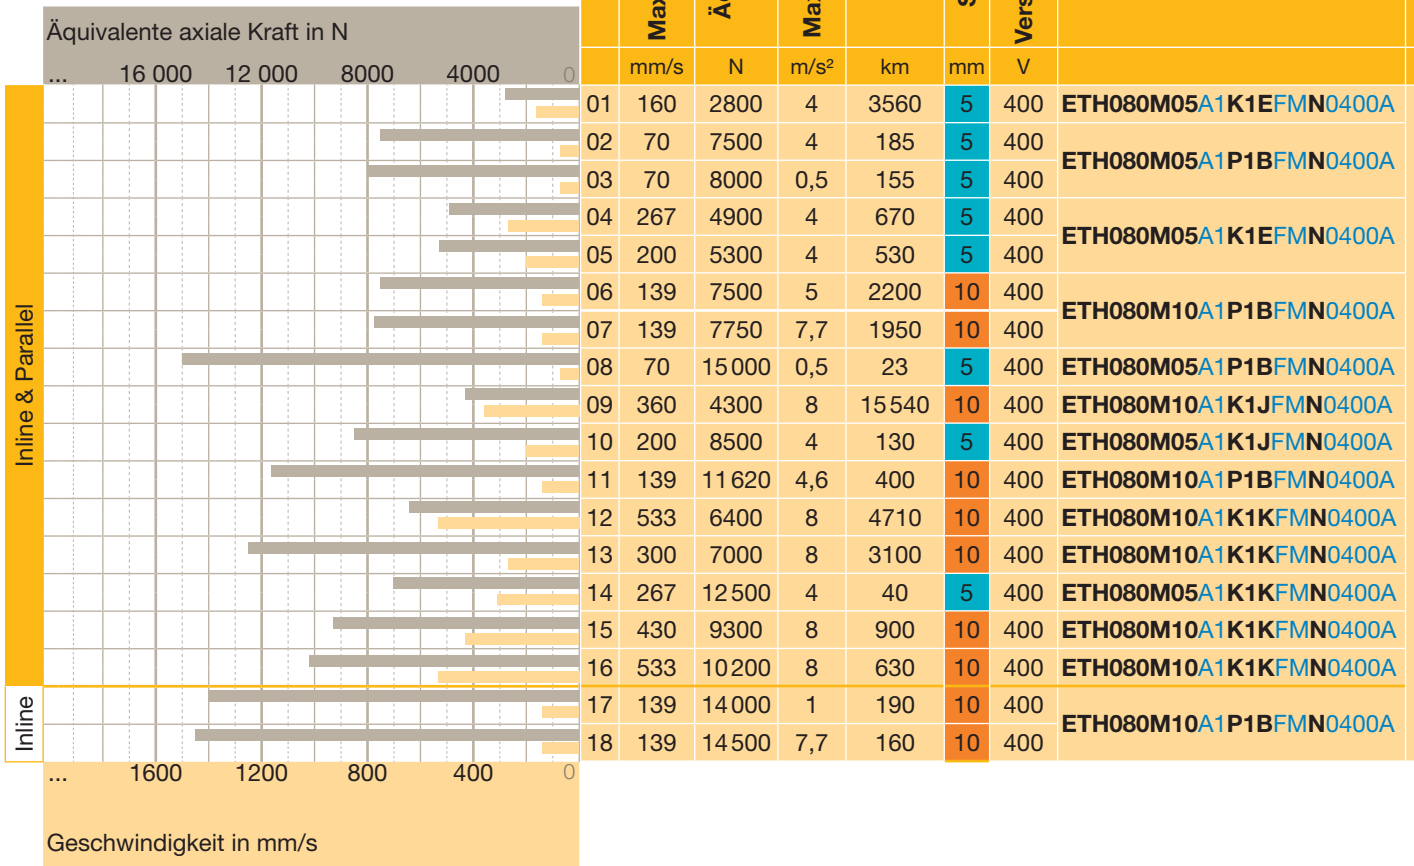 Äquivalente axiale Kraft in N
... 16 000 12 000 8000 4000 0
mm/s N m/s² km mm V
Inline & Parallel
01 160 2800 4 3560 5 400 ETH080M05A1K1EFMN0400A
02 70 7500 4 185 5 400 ETH080M05A1P1BFMN0400A
03 70 8000 0,5 155 5 400
04 267 4900 4 670 5 400 ETH080M05A1K1EFMN0400A
05 200 5300 4 530 5 400
06 139 7500 5 2200 10 400 ETH080M10A1P1BFMN0400A
07 139 7750 7,7 1950 10 400
08 70 15 000 0,5 23 5 400 ETH080M05A1P1BFMN0400A
09 360 4300 8 15 540 10 400 ETH080M10A1K1JFMN0400A
10 200 8500 4 130 5 400 ETH080M05A1K1JFMN0400A
11 139 11 620 4,6 400 10 400 ETH080M10A1P1BFMN0400A
12 533 6400 8 4710 10 400 ETH080M10A1K1KFMN0400A
13 300 7000 8 3100 10 400 ETH080M10A1K1KFMN0400A
14 267 12 500 4 40 5 400 ETH080M05A1K1KFMN0400A
15 430 9300 8 900 10 400 ETH080M10A1K1KFMN0400A
16 533 10 200 8 630 10 400 ETH080M10A1K1KFMN0400A
Inline
17 139 14 000 1 190 10 400 ETH080M10A1P1BFMN0400A
18 139 14 500 7,7 160 10 400
... 1600 1200 800 400 0
Geschwindigkeit in mm/s